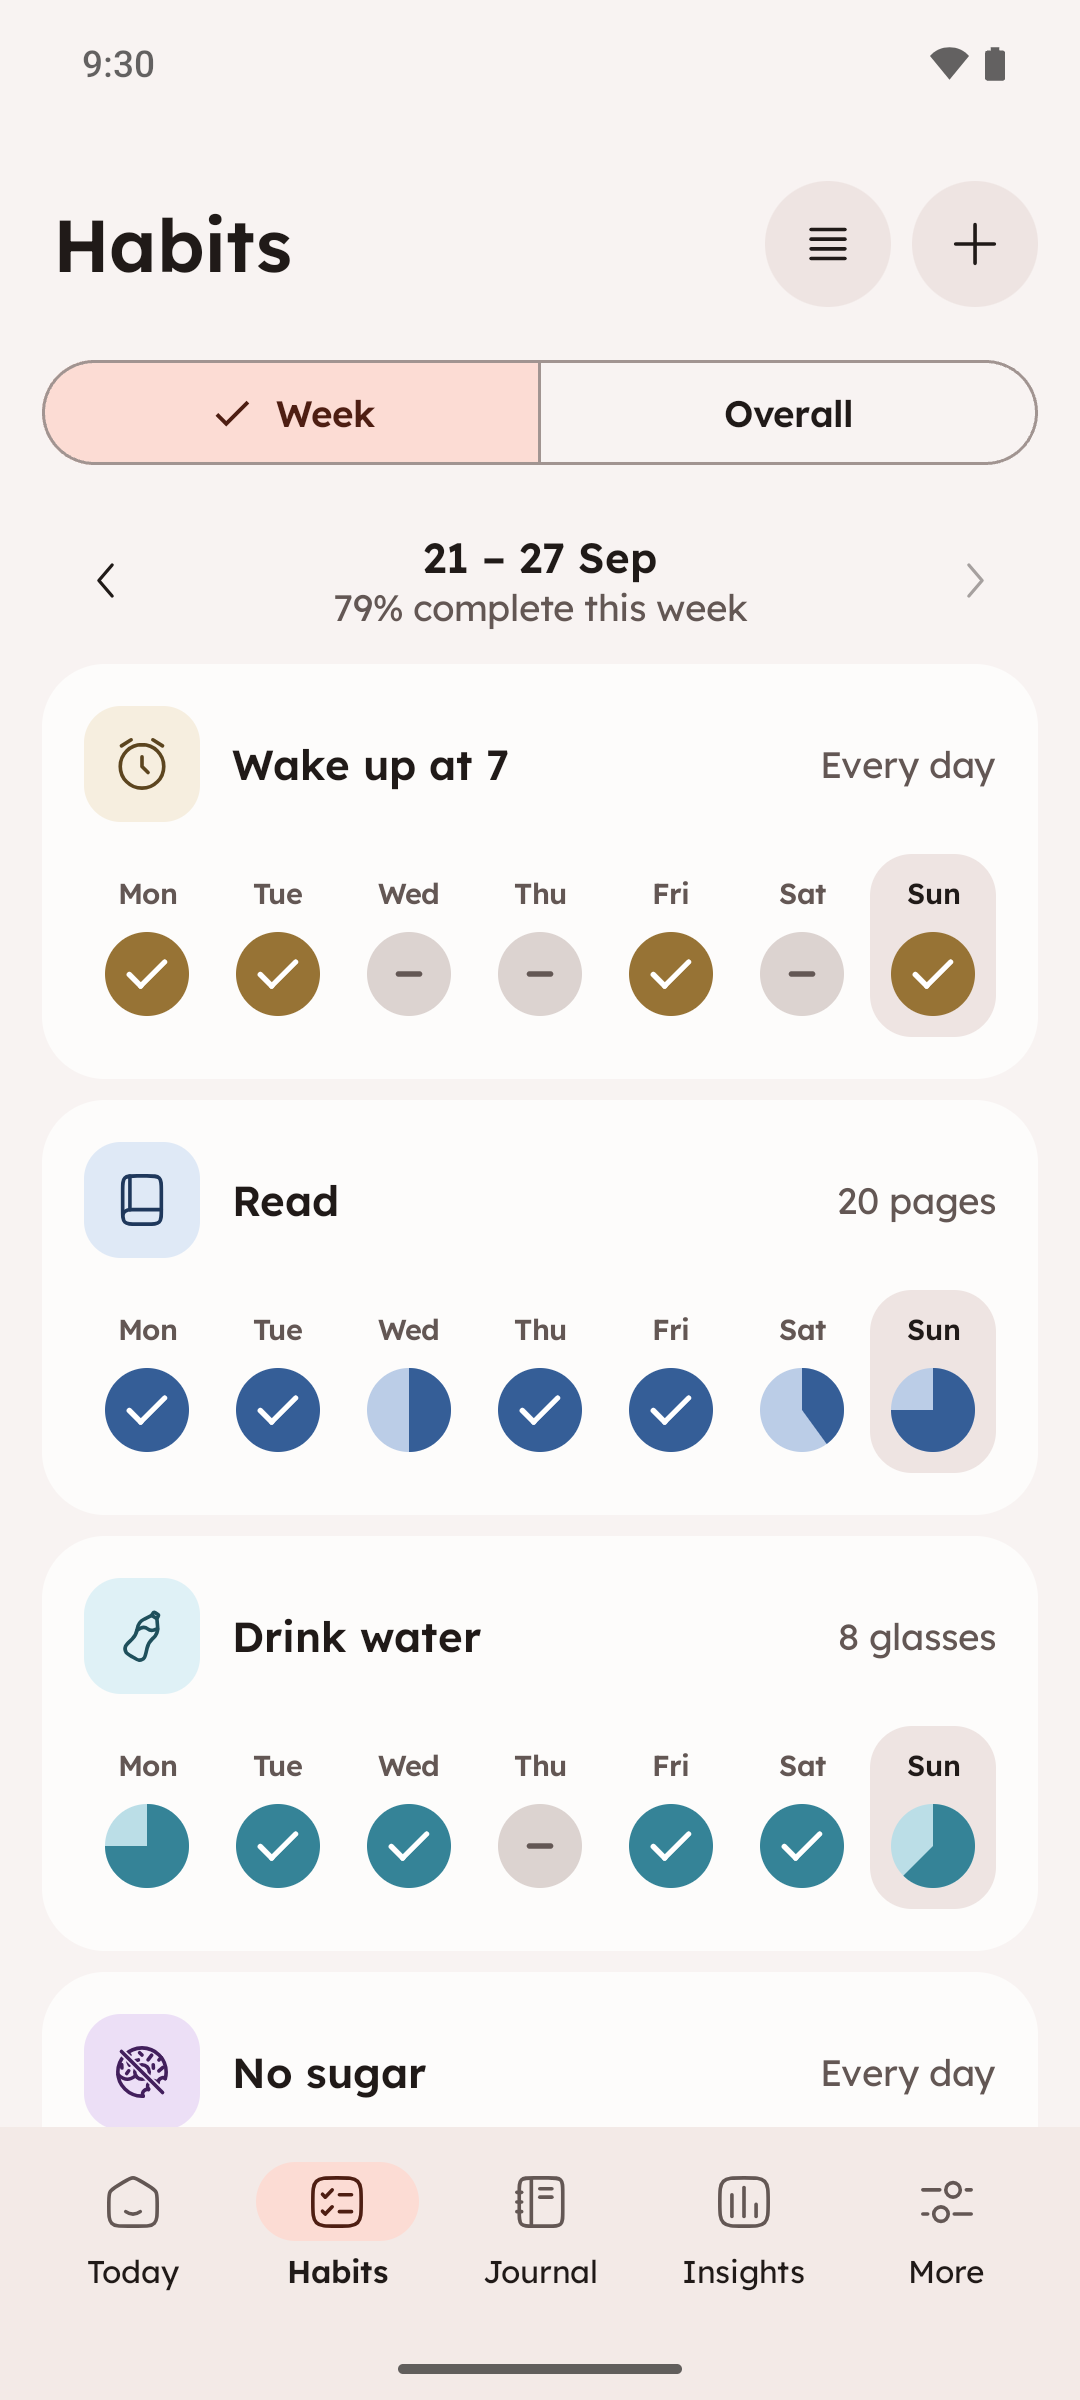 9:30
Habits
Week
Overall
21 – 27 Sep
79% complete this week
Wake up at 7
Every day
Mon Tue Wed Thu Fri Sat Sun
Read
20 pages
Mon Tue Wed Thu Fri Sat Sun
Drink water
8 glasses
Mon Tue Wed Thu Fri Sat Sun
No sugar
Every day
Today Habits Journal Insights More